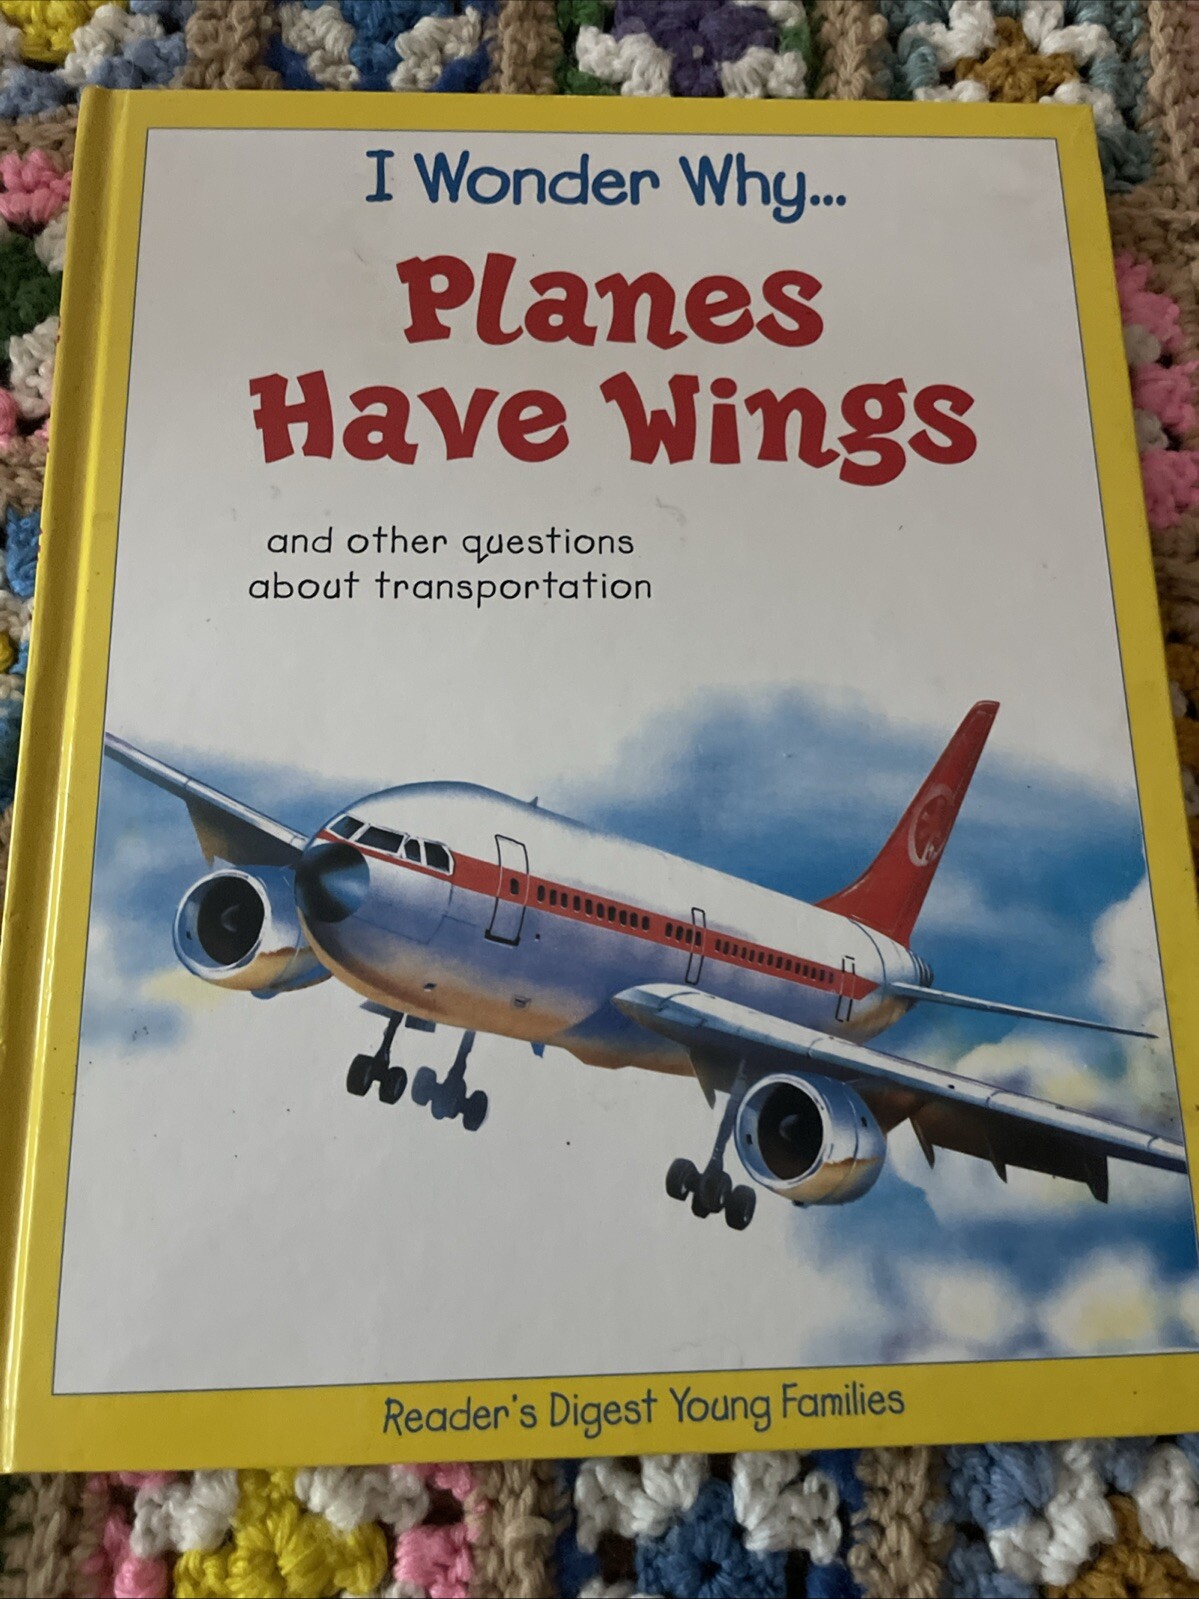 I Wonder Why...
Planes
Have Wings
and other questions
about transportation
Reader's Digest Young Families